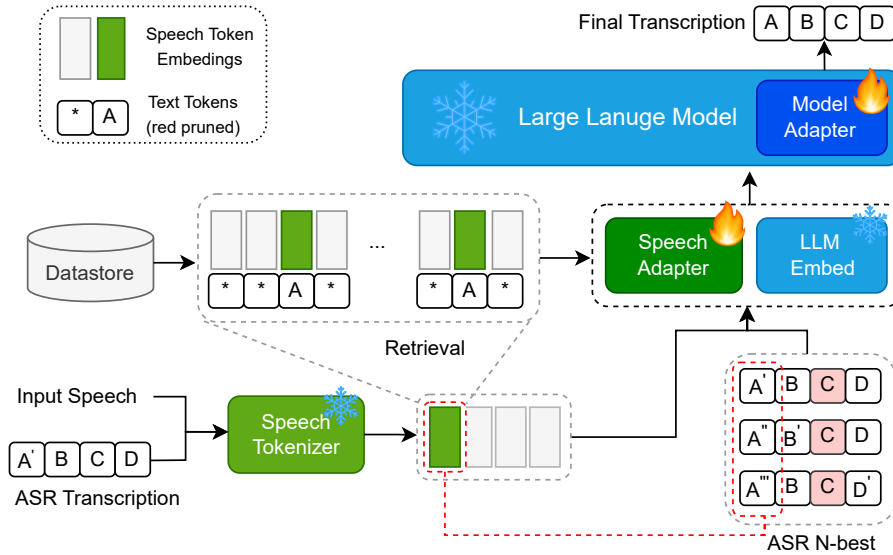 Speech Token
Embedings
* A
Text Tokens
(red pruned)
Final Transcription
A B C D
Large Lanuge Model
Model
Adapter
Datastore
...
* * A *
* A *
Retrieval
Speech
Adapter
LLM
Embed
Input Speech
A' B C D
ASR Transcription
Speech
Tokenizer
A' B C D
A" B' C D
A''' B C D'
ASR N-best